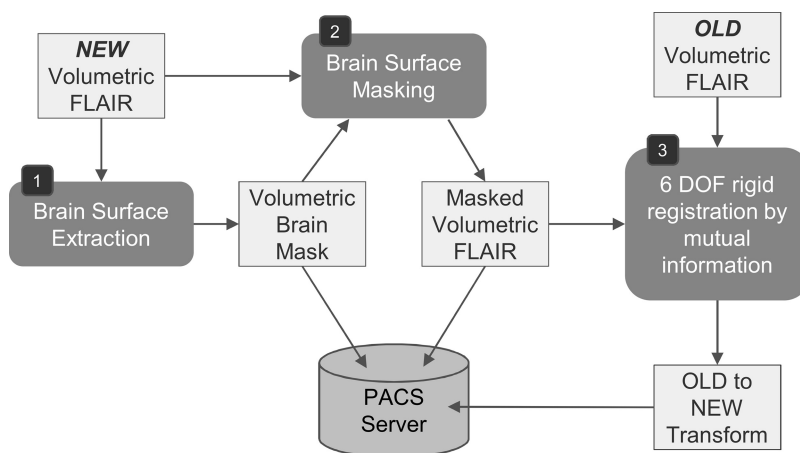 NEW
Volumetric
FLAIR
2
Brain Surface
Masking
OLD
Volumetric
FLAIR
1
Brain Surface
Extraction
Volumetric
Brain
Mask
Masked
Volumetric
FLAIR
3
6 DOF rigid
registration by
mutual
information
PACS
Server
OLD to
NEW
Transform